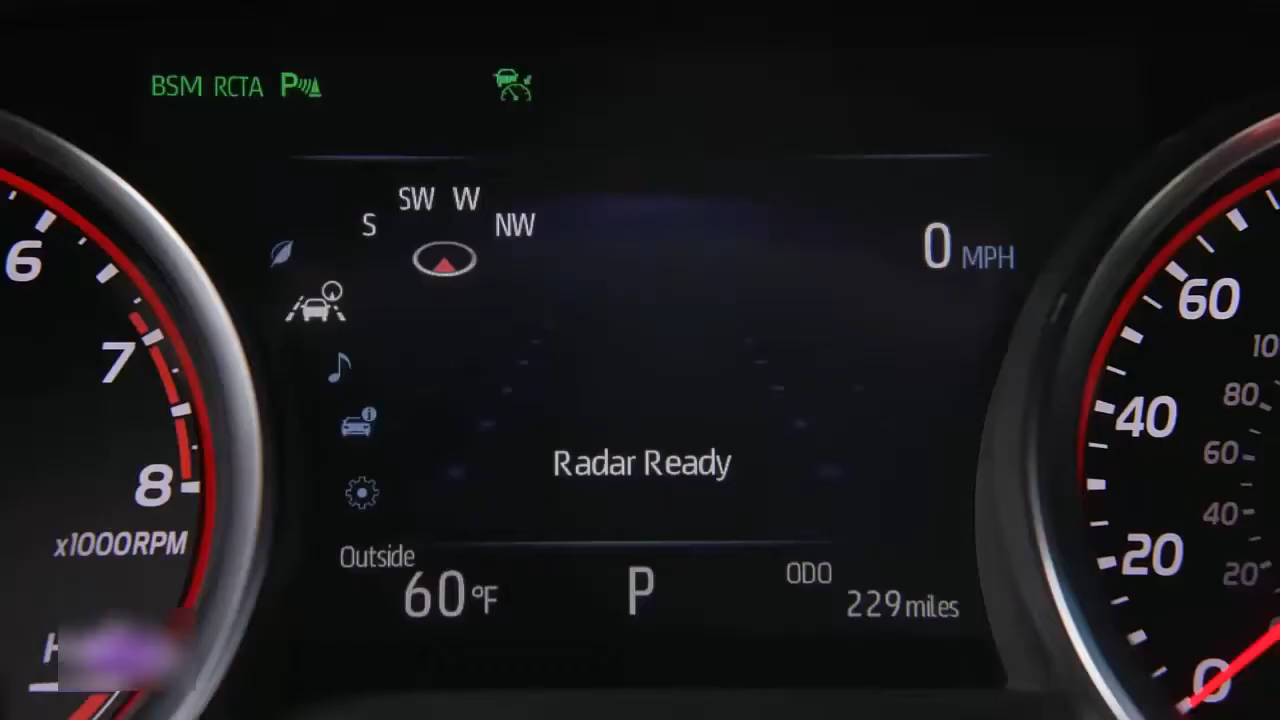 BSM RCTA P
S SW W NW
0 MPH
6
7
8
x1000RPM
H
Radar Ready
Outside
60°F
P
ODO
229 miles
60
40
20
0
10
80
60
40
20